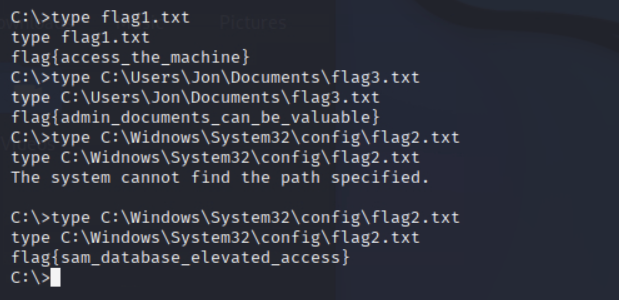 C:\>type flag1.txt
type flag1.txt
flag{access_the_machine}
C:\>type C:\Users\Jon\Documents\flag3.txt
type C:\Users\Jon\Documents\flag3.txt
flag{admin_documents_can_be_valuable}
C:\>type C:\Widnows\System32\config\flag2.txt
type C:\Widnows\System32\config\flag2.txt
The system cannot find the path specified.
C:\>type C:\Windows\System32\config\flag2.txt
type C:\Windows\System32\config\flag2.txt
flag{sam_database_elevated_access}
C:\>